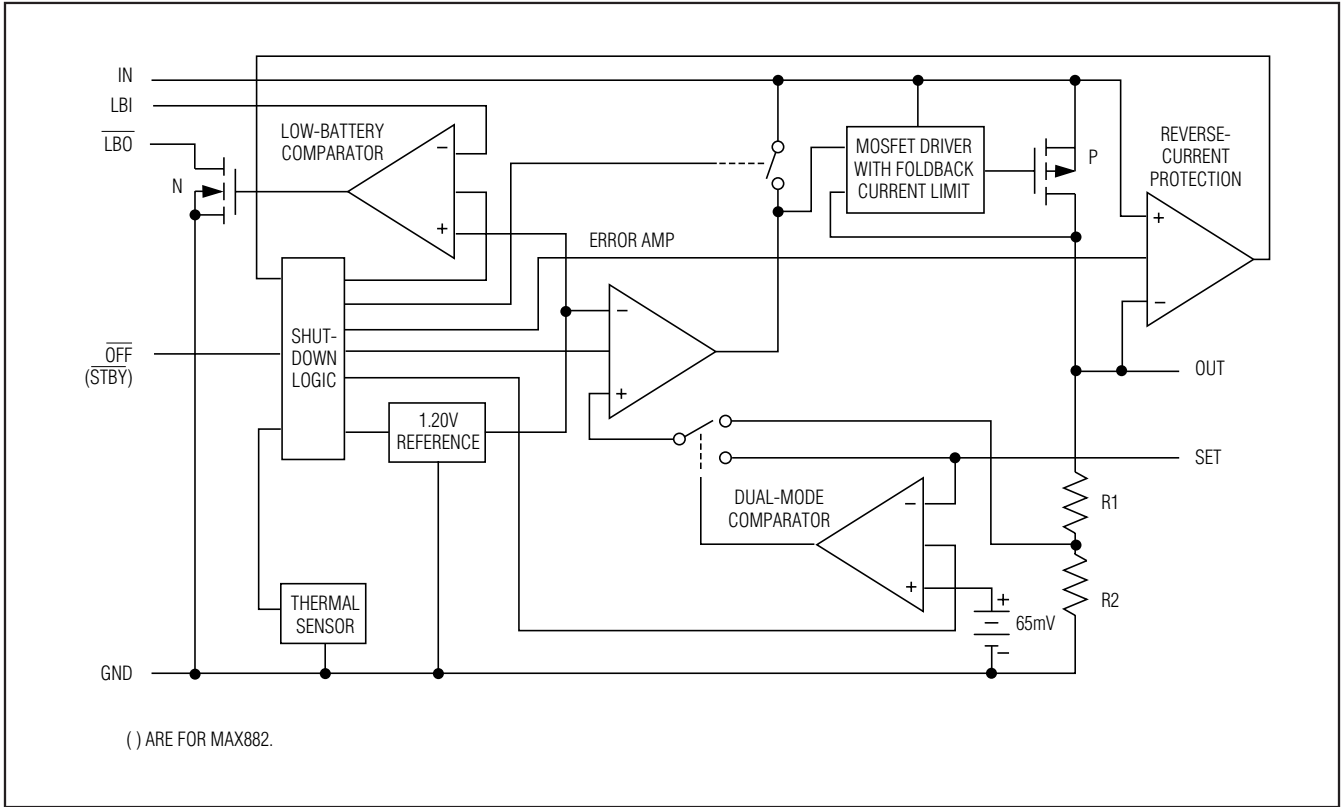 IN
LBI
LBO
LOW-BATTERY
COMPARATOR
N
−
+
MOSFET DRIVER
WITH FOLDBACK
CURRENT LIMIT
P
REVERSE-
CURRENT
PROTECTION
+
−
ERROR AMP
−
+
SHUT-
DOWN
LOGIC
OFF
(STBY)
1.20V
REFERENCE
OUT
SET
DUAL-MODE
COMPARATOR
−
+
R1
R2
+
65mV
−
THERMAL
SENSOR
GND
( ) ARE FOR MAX882.